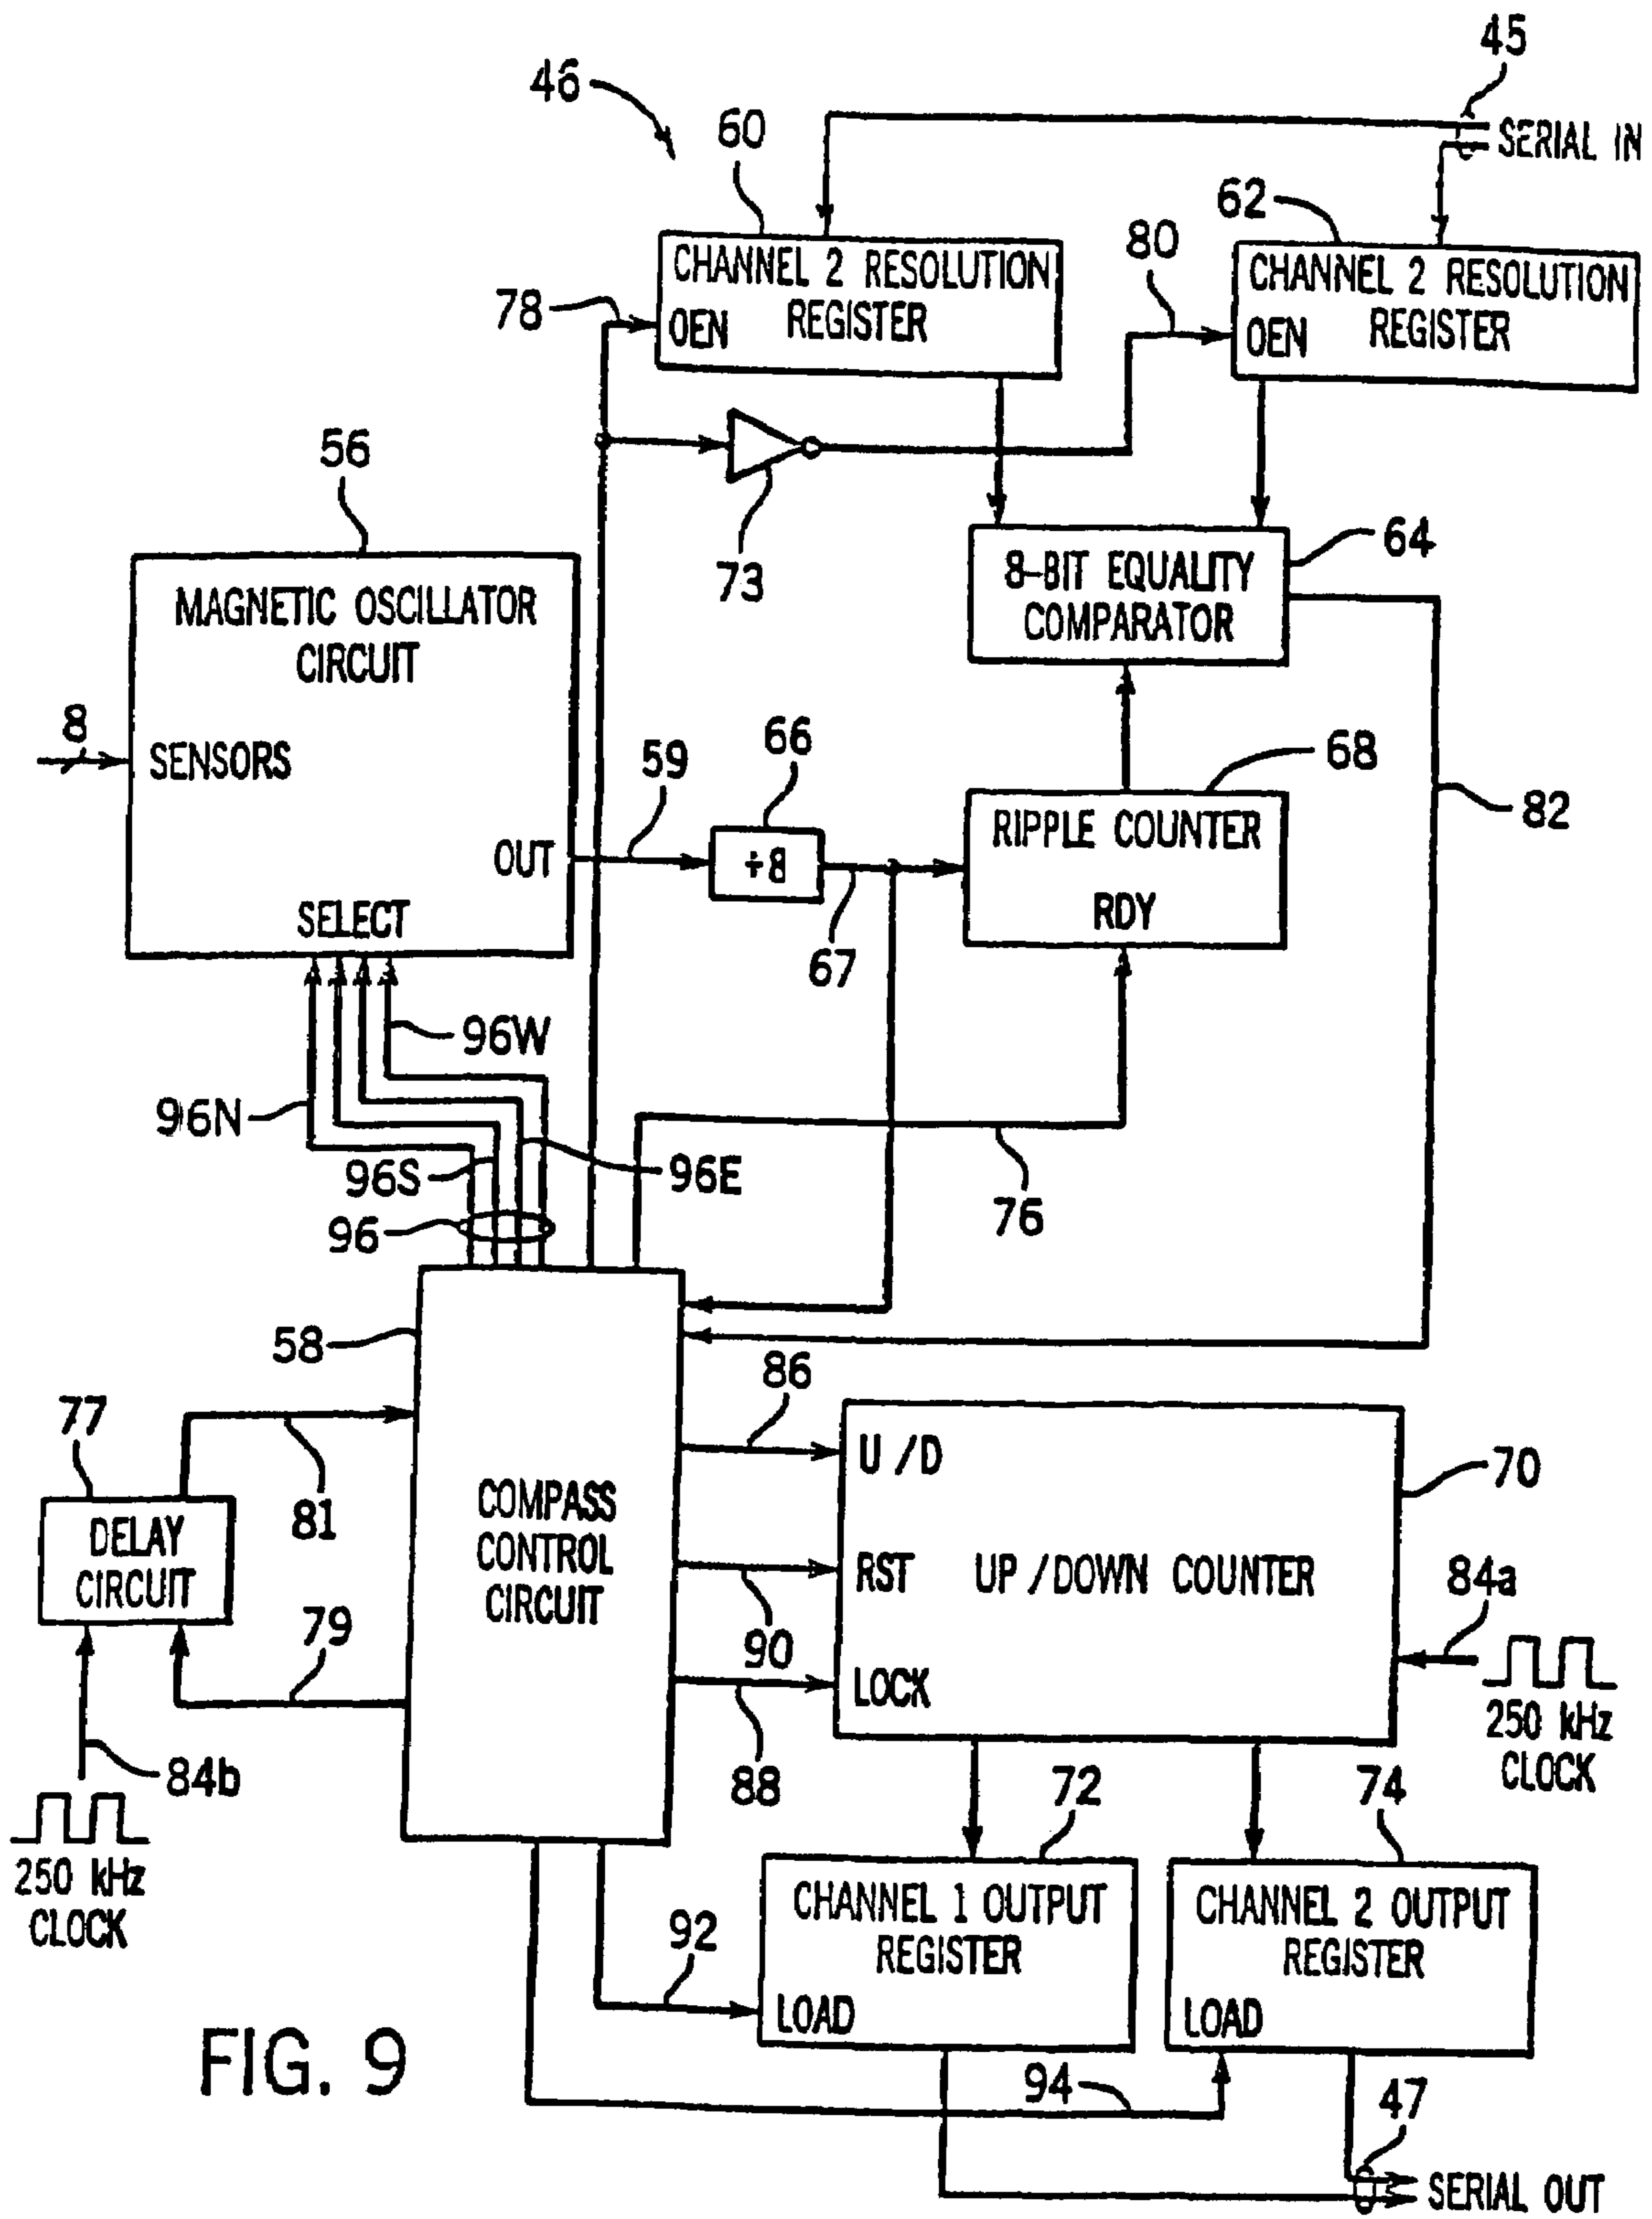 45
46
SERIAL IN
60
62
80
CHANNEL 2 RESOLUTION
REGISTER
OEN
78
CHANNEL 2 RESOLUTION
REGISTER
OEN
56
73
64
8-BIT EQUALITY
COMPARATOR
MAGNETIC OSCILLATOR
CIRCUIT
8
SENSORS
OUT
SELECT
59
66
÷8
67
68
RIPPLE COUNTER
RDY
82
96W
96N
96S
96E
96
76
58
86
77
81
DELAY
CIRCUIT
79
84b
250 kHz
CLOCK
COMPASS
CONTROL
CIRCUIT
U/D
RST
UP/DOWN COUNTER
LOCK
70
90
88
84a
250 kHz
CLOCK
72
74
CHANNEL 1 OUTPUT
REGISTER
LOAD
CHANNEL 2 OUTPUT
REGISTER
LOAD
92
94
47
SERIAL OUT
FIG. 9